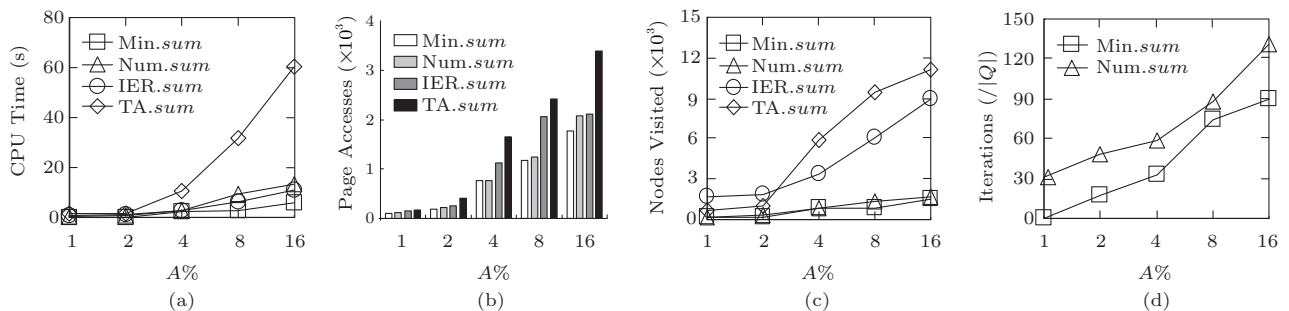 80
60
40
20
0
CPU Time (s)
Min.sum
Num.sum
IER.sum
TA.sum
1 2 4 8 16
A%
(a)
4
3
2
1
0
Page Accesses (×10³)
Min.sum
Num.sum
IER.sum
TA.sum
1 2 4 8 16
A%
(b)
15
12
9
6
3
0
Nodes Visited (×10³)
Min.sum
Num.sum
IER.sum
TA.sum
1 2 4 8 16
A%
(c)
150
120
90
60
30
0
Iterations (/|Q|)
Min.sum
Num.sum
1 2 4 8 16
A%
(d)